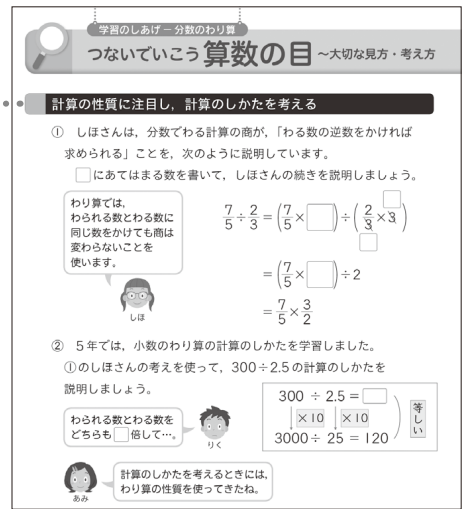 学習のしあげ－分数のわり算
つないでいこう 算数の目 ～大切な見方・考え方
計算の性質に注目し，計算のしかたを考える
① しほさんは，分数でわる計算の商が，「わる数の逆数をかければ
求められる」ことを，次のように説明しています。
□にあてはまる数を書いて，しほさんの続きを説明しましょう。
わり算では，
わられる数とわる数に
同じ数をかけても商は
変わらないことを
使います。
しほ
7/5÷2/3＝(7/5×□)÷(2/3×3)
＝(7/5×□)÷2
＝7/5×3/2
② 5年では，小数のわり算の計算のしかたを学習しました。
①のしほさんの考えを使って，300÷2.5の計算のしかたを
説明しましょう。
わられる数とわる数を
どちらも□倍して…。
りく
300 ÷ 2.5＝□
×10 ×10
3000÷ 25 ＝120
等しい
計算のしかたを考えるときには，
わり算の性質を使ってきたね。
あみ